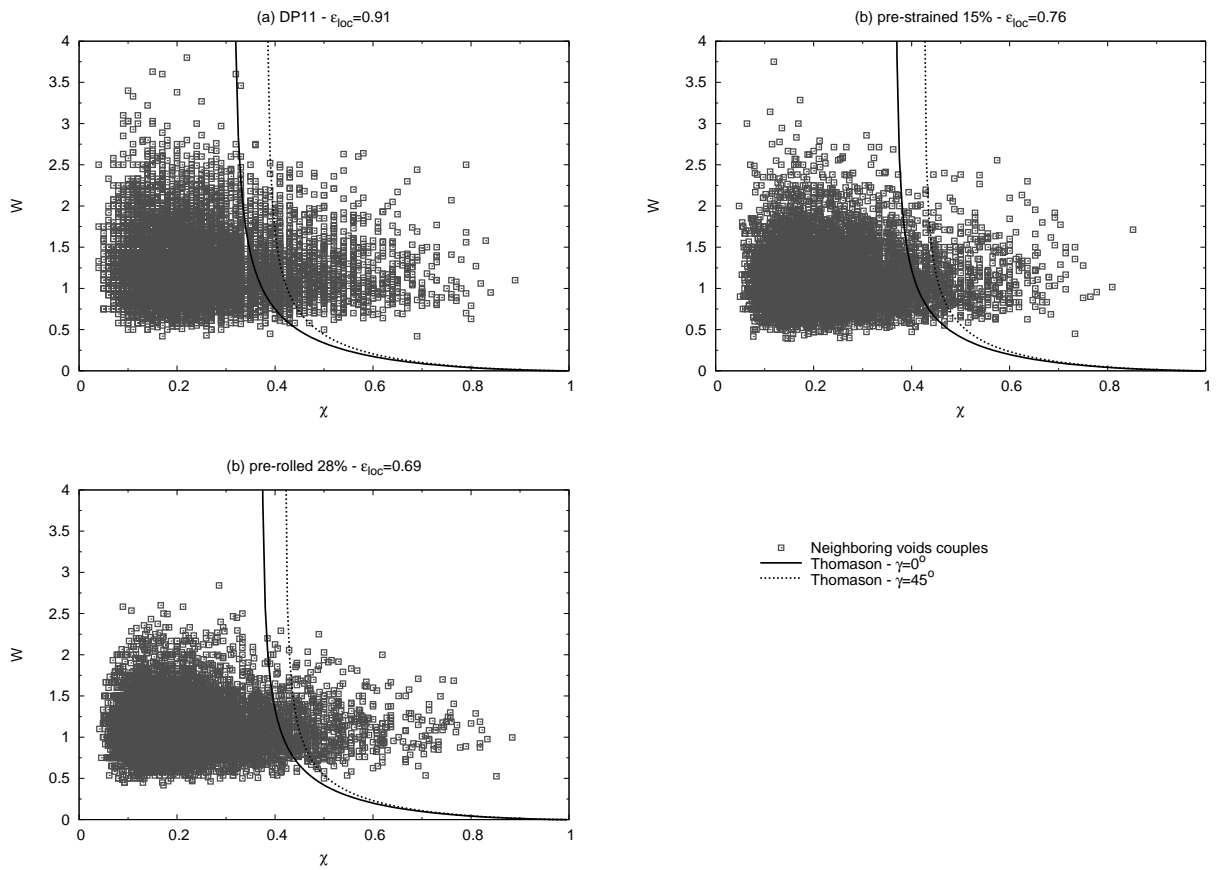 (a) DP11 - εloc=0.91
4
3.5
3
2.5
2
1.5
1
0.5
0
W
0 0.2 0.4 0.6 0.8 1
χ
(b) pre-strained 15% - εloc=0.76
4
3.5
3
2.5
2
1.5
1
0.5
0
W
0 0.2 0.4 0.6 0.8 1
χ
(b) pre-rolled 28% - εloc=0.69
4
3.5
3
2.5
2
1.5
1
0.5
0
W
0 0.2 0.4 0.6 0.8 1
χ
Neighboring voids couples
Thomason - γ=0°
Thomason - γ=45°